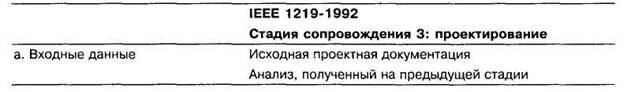 IEEE 1219-1992
Стадия сопровождения 3: проектирование
а. Входные данные Исходная проектная документация
Анализ, полученный на предыдущей стадии